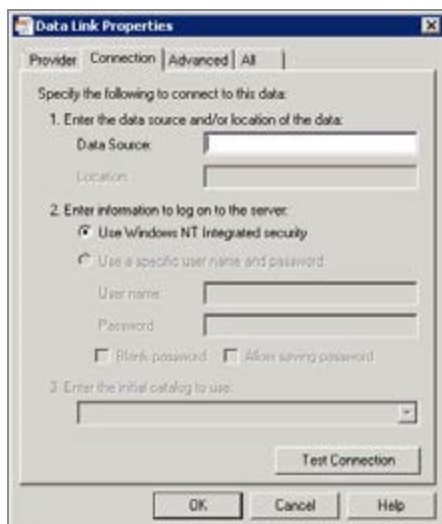 Data Link Properties
Provider Connection Advanced All
Specify the following to connect to this data:
1. Enter the data source and/or location of the data:
Data Source:
Location:
2. Enter information to log on to the server:
Use Windows NT Integrated security
Use a specific user name and password
User name:
Password
Blank password Allow saving password
3. Enter the initial catalog to use:
Test Connection
OK Cancel Help